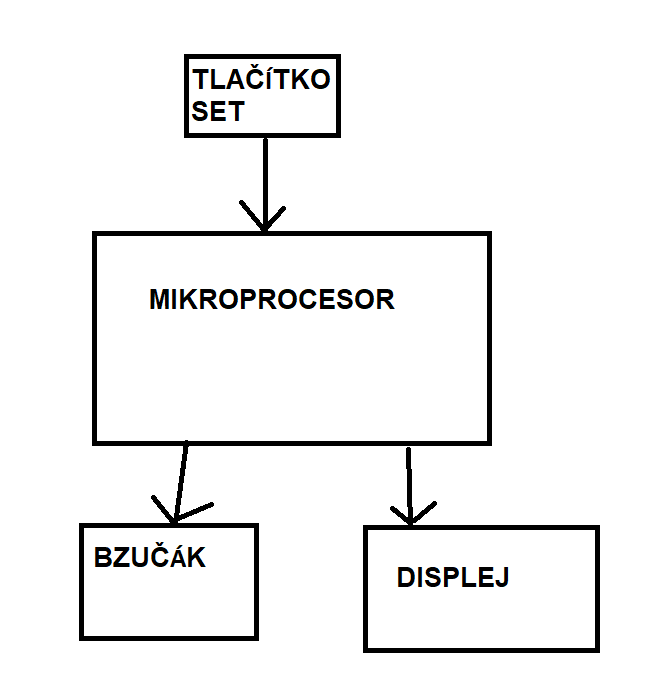 TLAČÍTKO
SET
MIKROPROCESOR
BZUČÁK
DISPLEJ